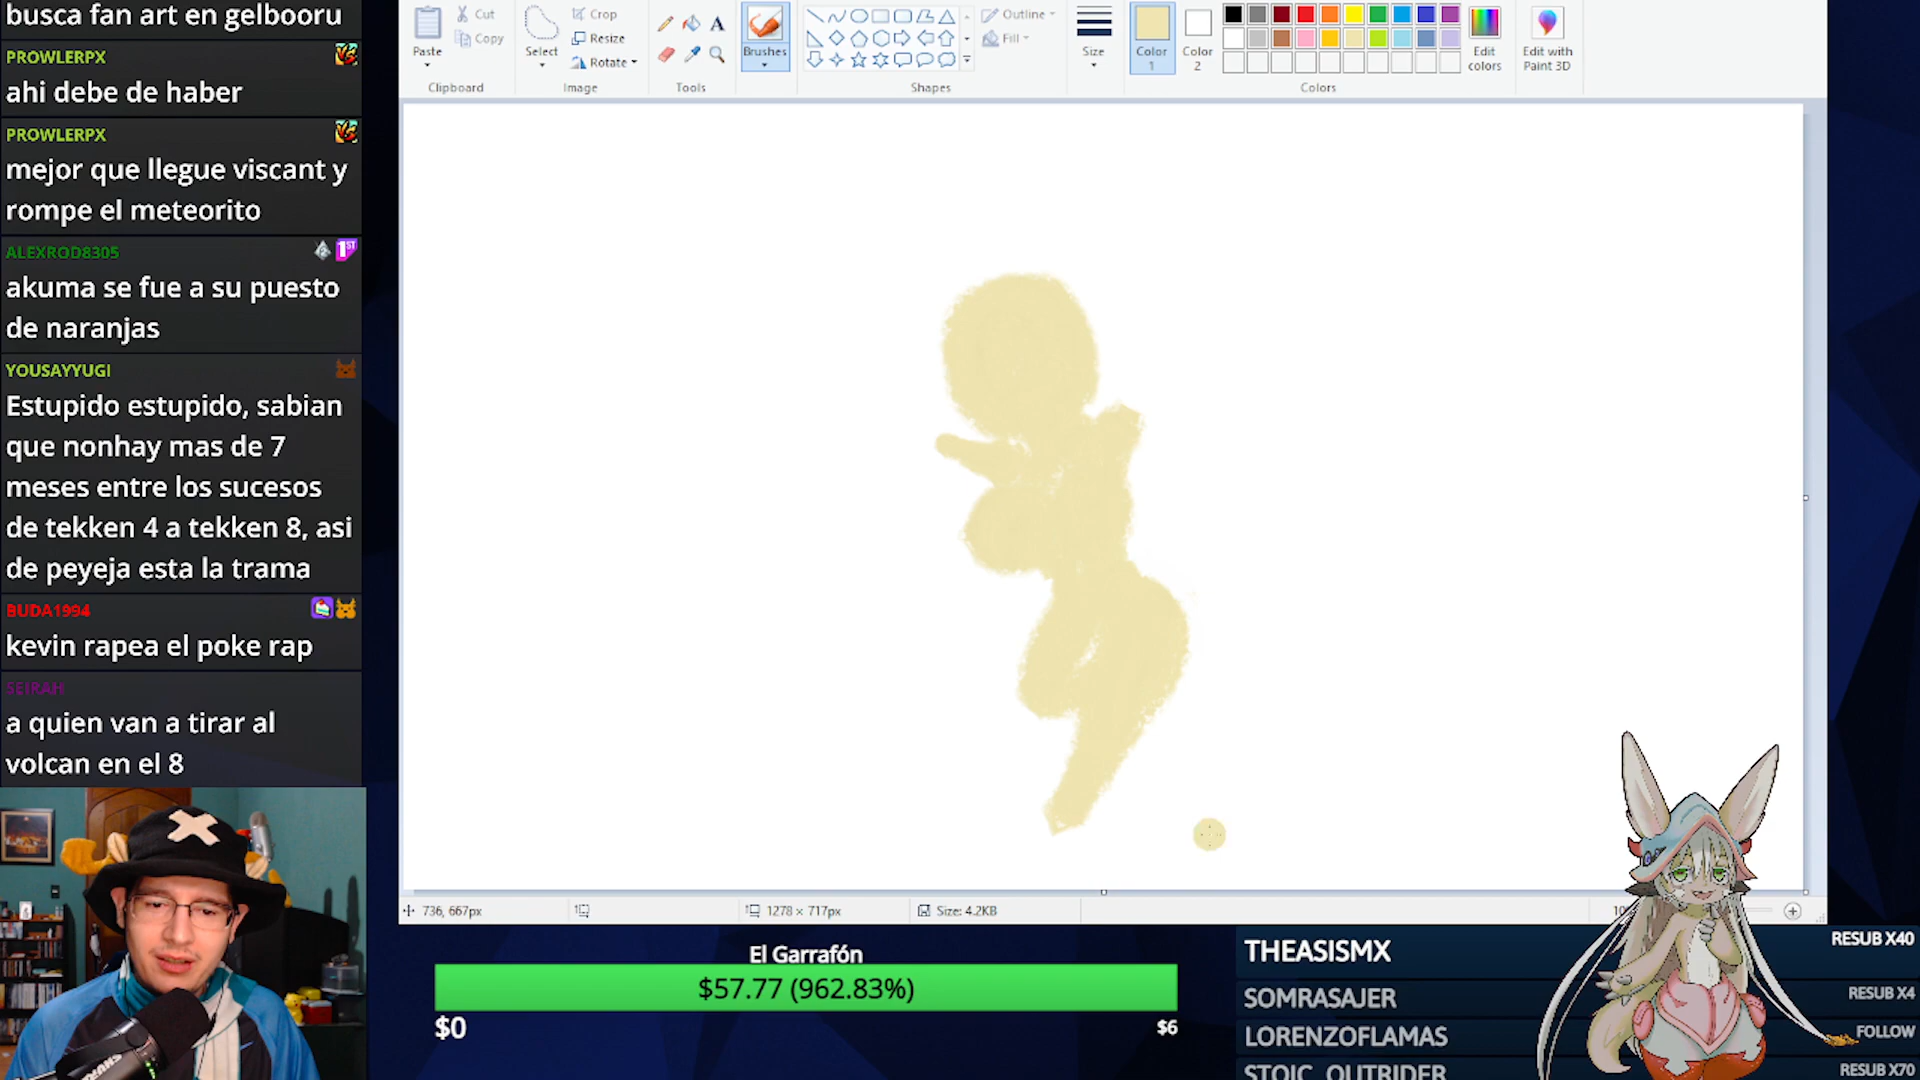 busca fan art en gelbooru
PROWLERPX
ahi debe de haber
PROWLERPX
mejor que llegue viscant y
rompe el meteorito
ALEXROD8305
1ST
akuma se fue a su puesto
de naranjas
YOUSAYYUGI
Estupido estupido, sabian
que nonhay mas de 7
meses entre los sucesos
de tekken 4 a tekken 8, asi
de peyeja esta la trama
BUDA1994
kevin rapea el poke rap
SEIRAH
a quien van a tirar al
volcan en el 8
Paste
Cut
Copy
Clipboard
Select
Crop
Resize
Rotate
Image
A
Tools
Brushes
Shapes
Outline
Fill
Size
Color
1
Color
2
Colors
Edit
colors
Edit with
Paint 3D
736, 667px
1278 × 717px
Size: 4.2KB
El Garrafón
$57.77 (962.83%)
$0
$6
THEASISMX
RESUB X40
SOMRASAJER
RESUB X4
LORENZOFLAMAS
FOLLOW
STOIC_OUTRIDER
RESUB X70